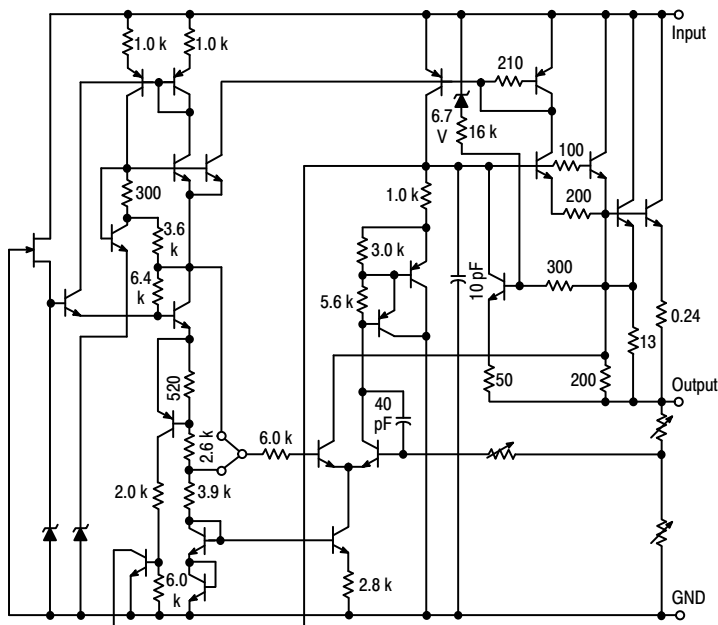 1.0 k
1.0 k
Input
210
6.7
V
16 k
100
300
1.0 k
200
3.6
k
3.0 k
6.4
k
5.6 k
10 pF
300
0.24
13
520
50
200
Output
40
pF
2.6 k
6.0 k
2.0 k
3.9 k
6.0
k
2.8 k
GND